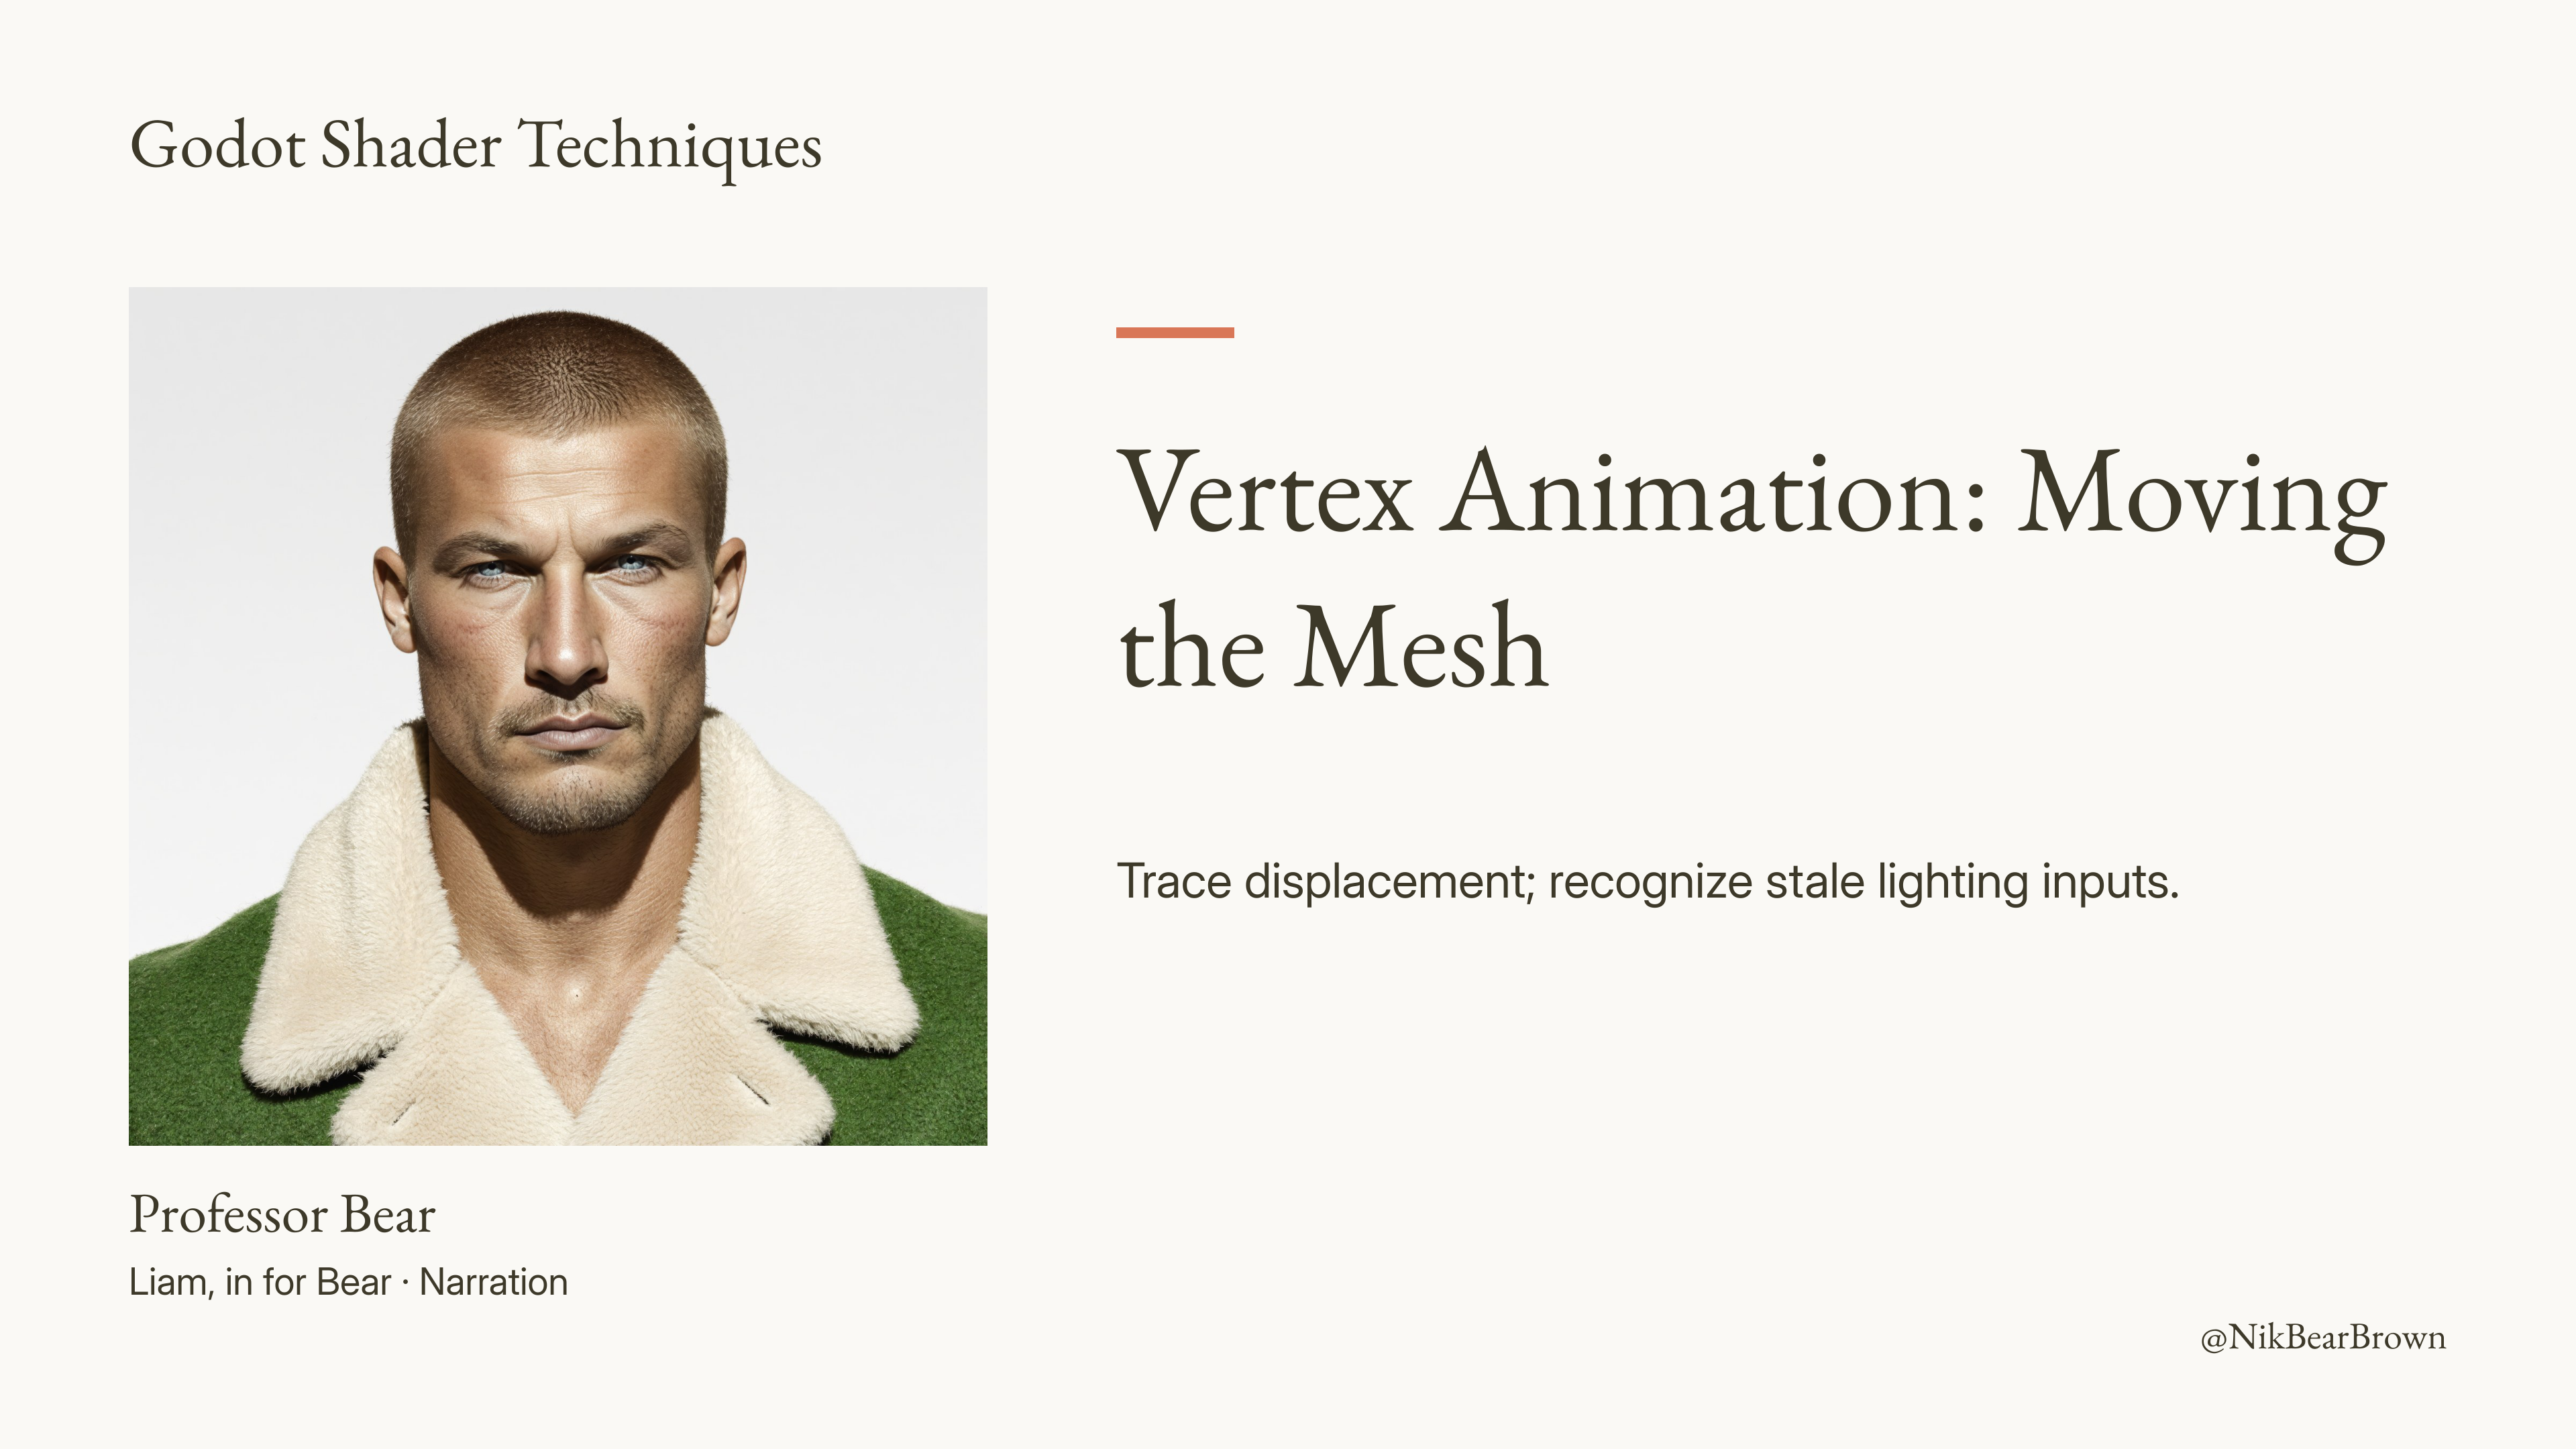 Godot Shader Techniques
Vertex Animation: Moving
the Mesh
Trace displacement; recognize stale lighting inputs.
Professor Bear
Liam, in for Bear · Narration
@NikBearBrown